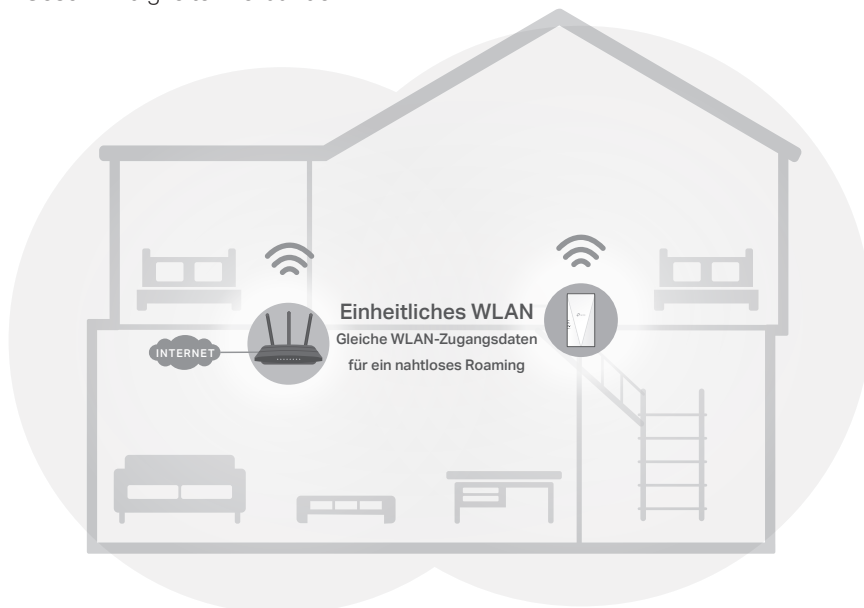 INTERNET
Einheitliches WLAN
Gleiche WLAN-Zugangsdaten
für ein nahtloses Roaming